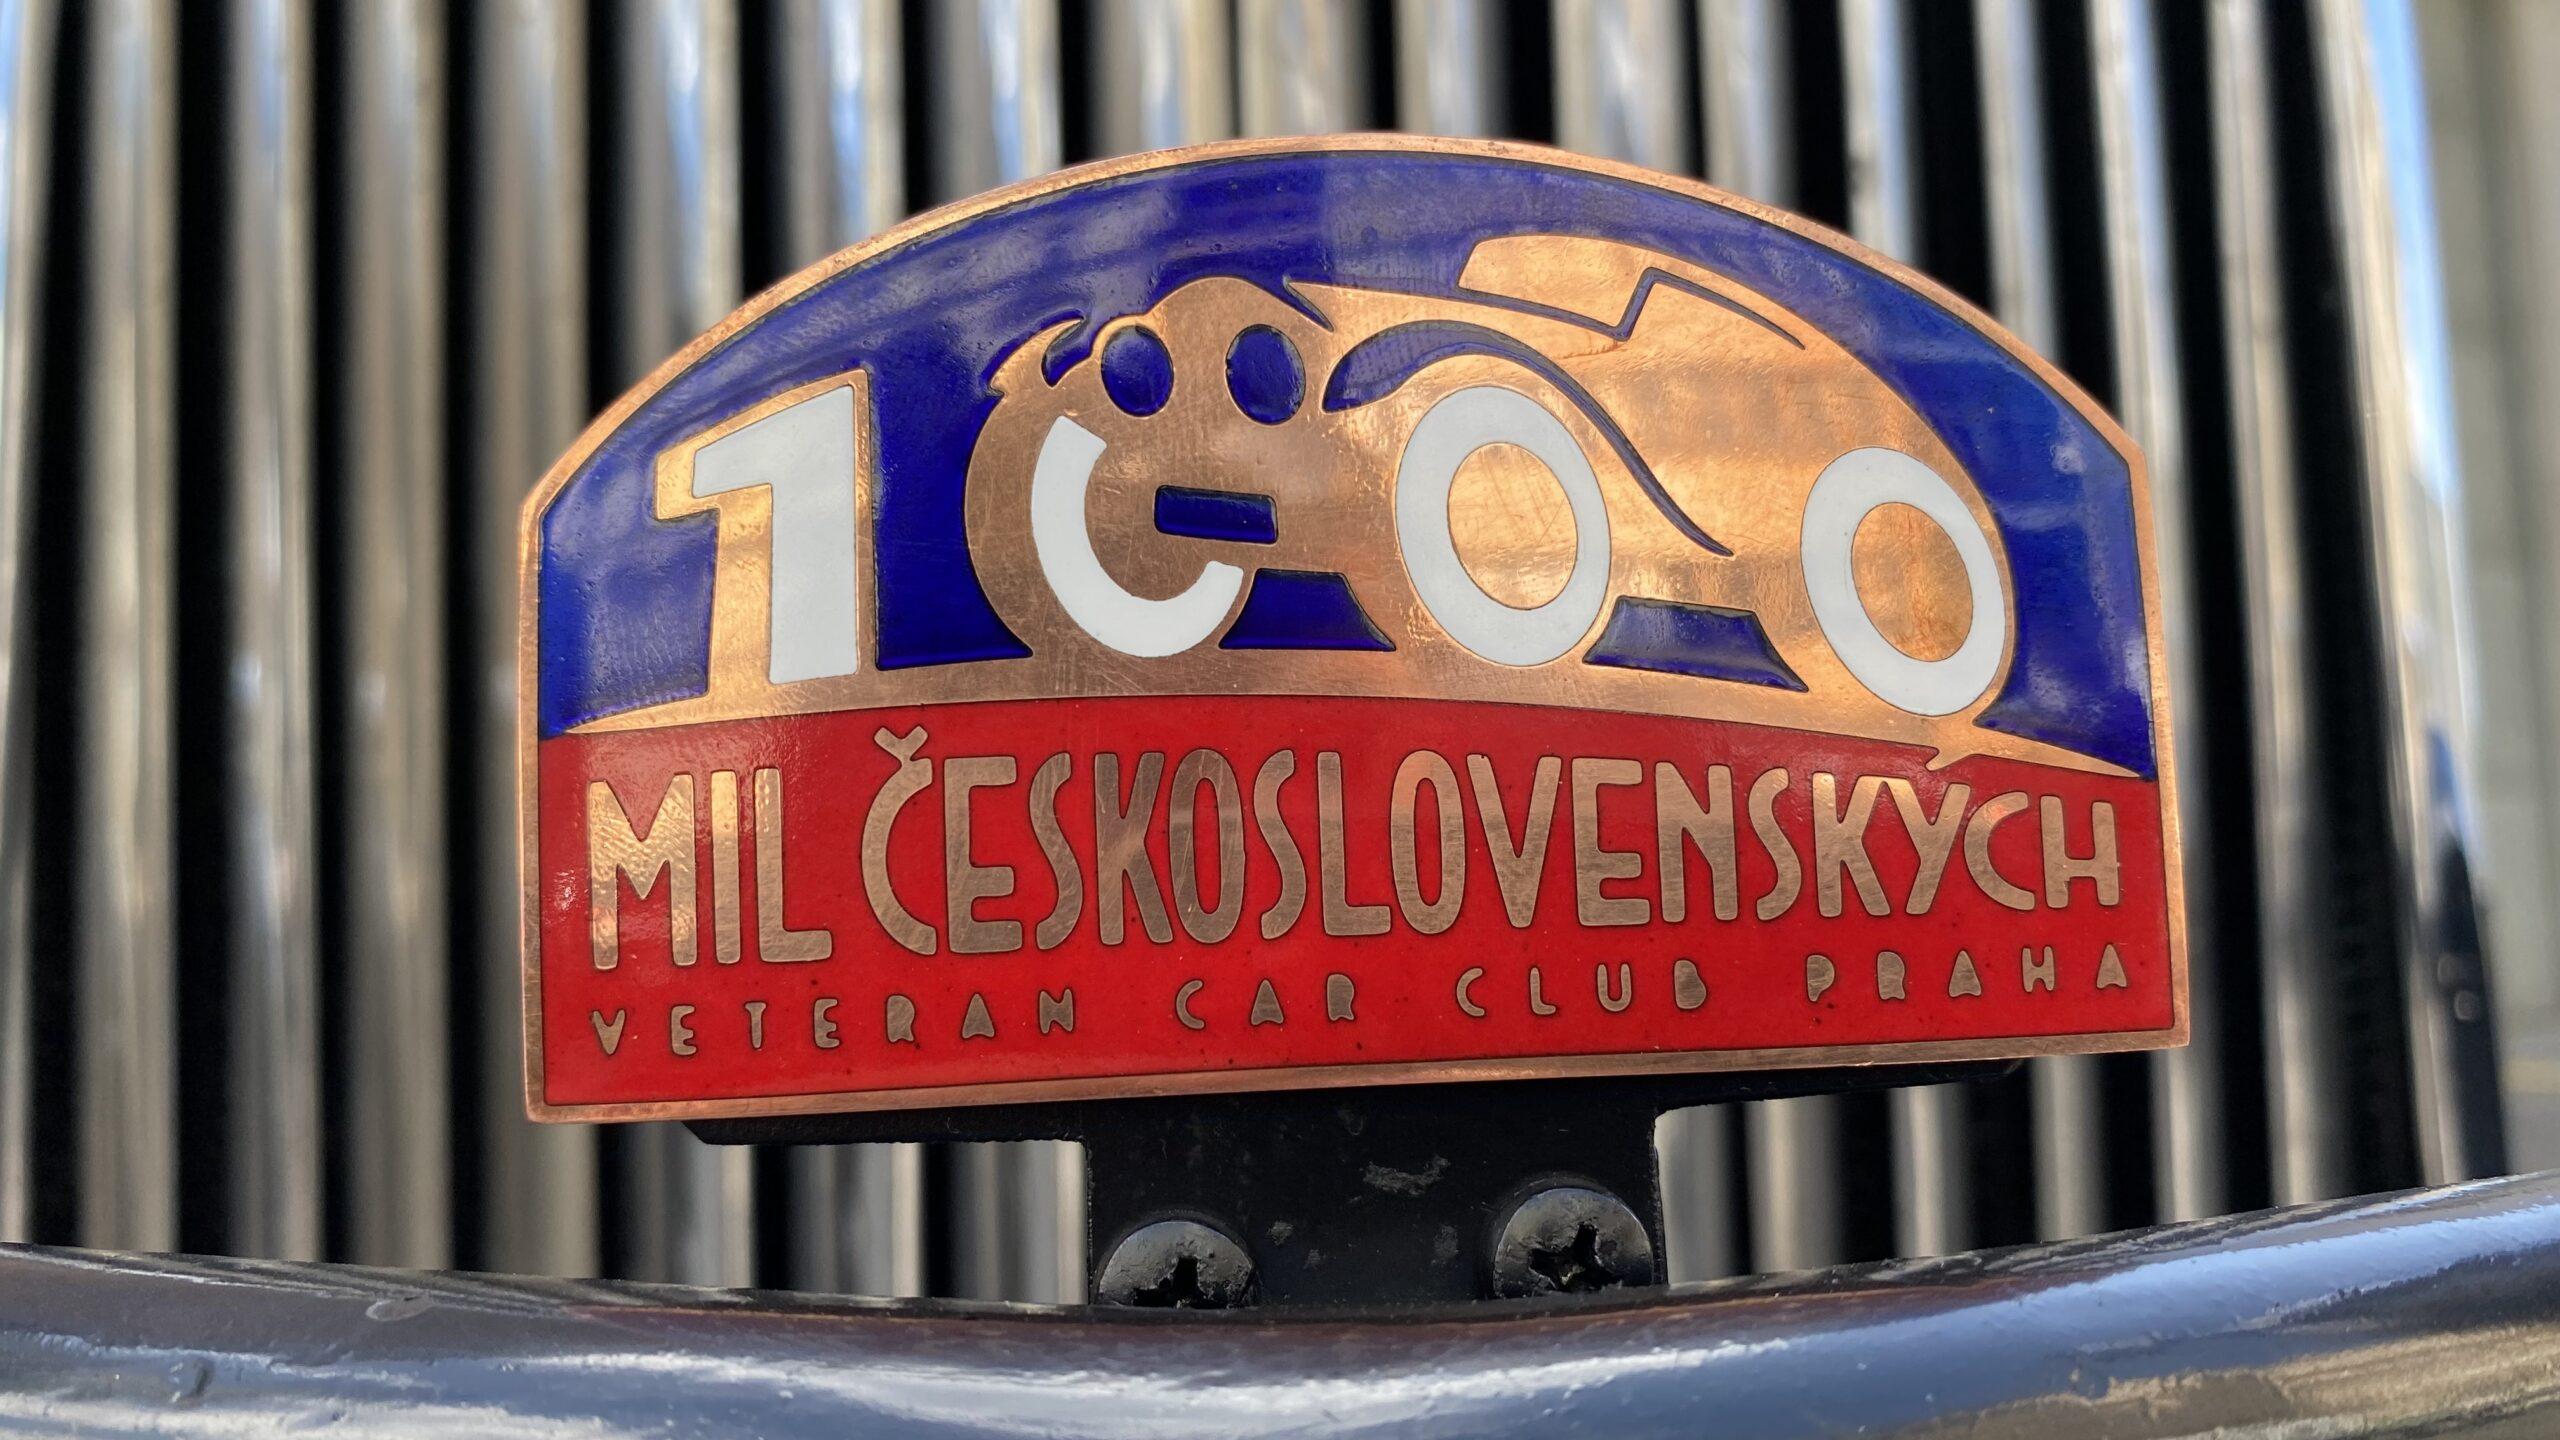 1000
MIL ČESKOSLOVENSKÝCH
VETERAN CAR CLUB PRAHA